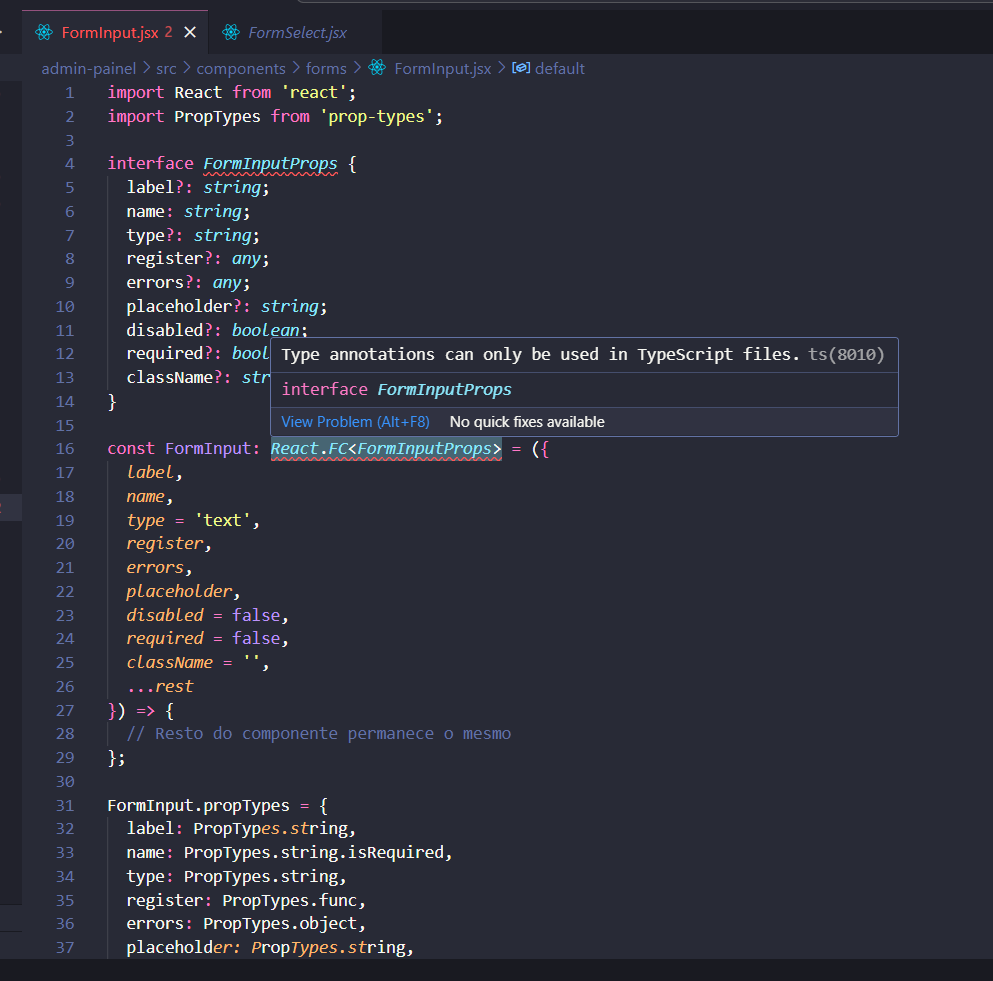 FormInput.jsx 2 × FormSelect.jsx
admin-painel > src > components > forms > FormInput.jsx > default
1 import React from 'react';
2 import PropTypes from 'prop-types';
3
4 interface FormInputProps {
5 label?: string;
6 name: string;
7 type?: string;
8 register?: any;
9 errors?: any;
10 placeholder?: string;
11 disabled?: boolean;
12 required?: bool
13 className?: str
Type annotations can only be used in TypeScript files. ts(8010)
interface FormInputProps
View Problem (Alt+F8) No quick fixes available
14 }
15
16 const FormInput: React.FC<FormInputProps> = ({
17 label,
18 name,
19 type = 'text',
20 register,
21 errors,
22 placeholder,
23 disabled = false,
24 required = false,
25 className = '',
26 ...rest
27 }) => {
28 // Resto do componente permanece o mesmo
29 };
30
31 FormInput.propTypes = {
32 label: PropTypes.string,
33 name: PropTypes.string.isRequired,
34 type: PropTypes.string,
35 register: PropTypes.func,
36 errors: PropTypes.object,
37 placeholder: PropTypes.string,